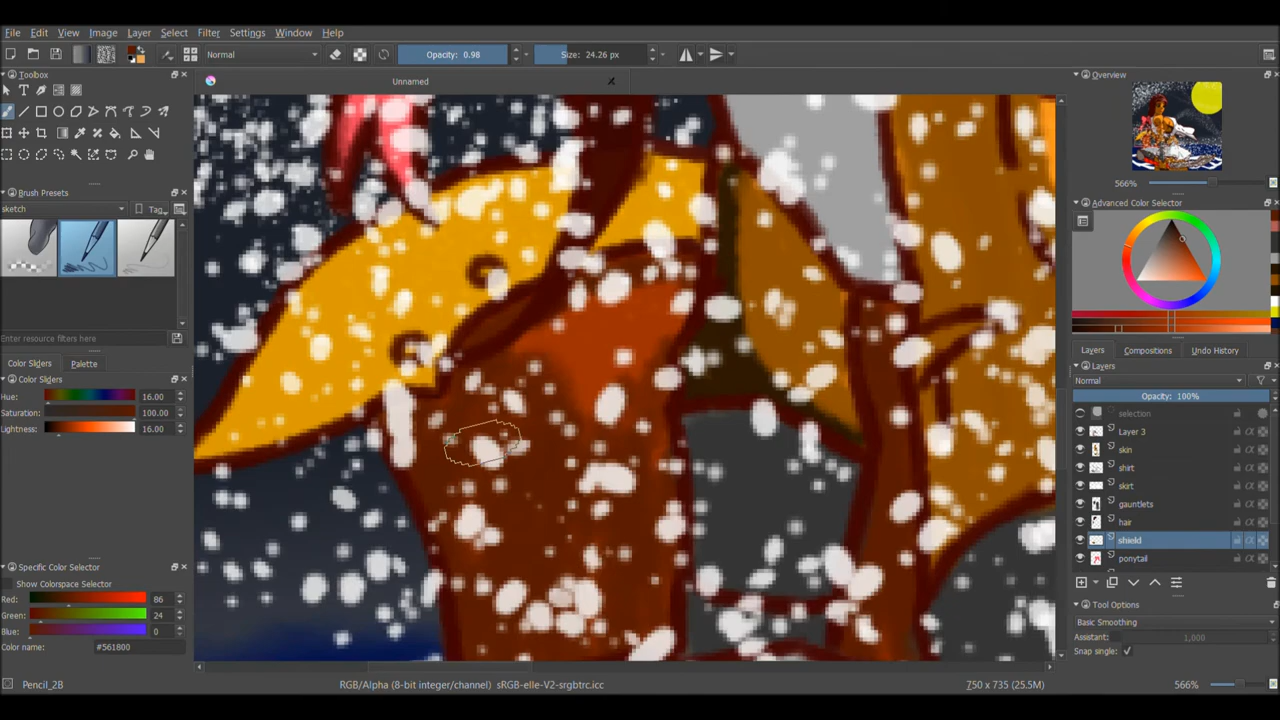 File Edit View Image Layer Select Filter Settings Window Help
Normal Opacity: 0.98 Size: 24.26 px
Toolbox
Unnamed
Overview
566%
Brush Presets
sketch Tag
Advanced Color Selector
Enter resource filters here
Color Sliders Palette
Color Sliders
Hue: 16.00
Saturation: 100.00
Lightness: 16.00
Layers Compositions Undo History
Layers
Normal
Opacity: 100%
selection
Layer 3
skin
shirt
skirt
gauntlets
hair
shield
ponytail
Specific Color Selector
Show Colorspace Selector
Red: 86
Green: 24
Blue: 0
Color name: #561800
Tool Options
Basic Smoothing
Assistant: 1,000
Snap single:
Pencil_2B RGB/Alpha (8-bit integer/channel) sRGB-elle-V2-srgbtrc.icc 750 x 735 (25.5M) 566%